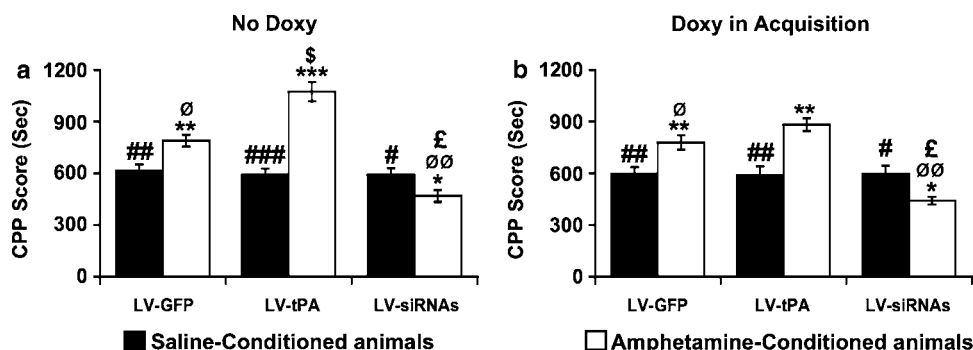 No Doxy
Doxy in Acquisition
a
CPP Score (Sec)
1200
900
600
300
0
##
Ø
**
###
$
***
#
£
ØØ
*
LV-GFP LV-tPA LV-siRNAs
b
CPP Score (Sec)
1200
900
600
300
0
##
Ø
**
##
**
#
£
ØØ
*
LV-GFP LV-tPA LV-siRNAs
Saline-Conditioned animals
Amphetamine-Conditioned animals